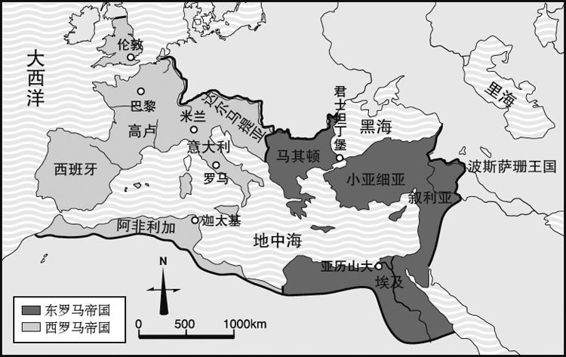 大西洋
伦敦
巴黎
高卢
西班牙
米兰
达尔马提亚
意大利
罗马
阿非利加
迦太基
地中海
马其顿
君士坦丁堡
黑海
里海
小亚细亚
叙利亚
波斯萨珊王国
亚历山大
埃及
东罗马帝国
西罗马帝国
0 500 1000km